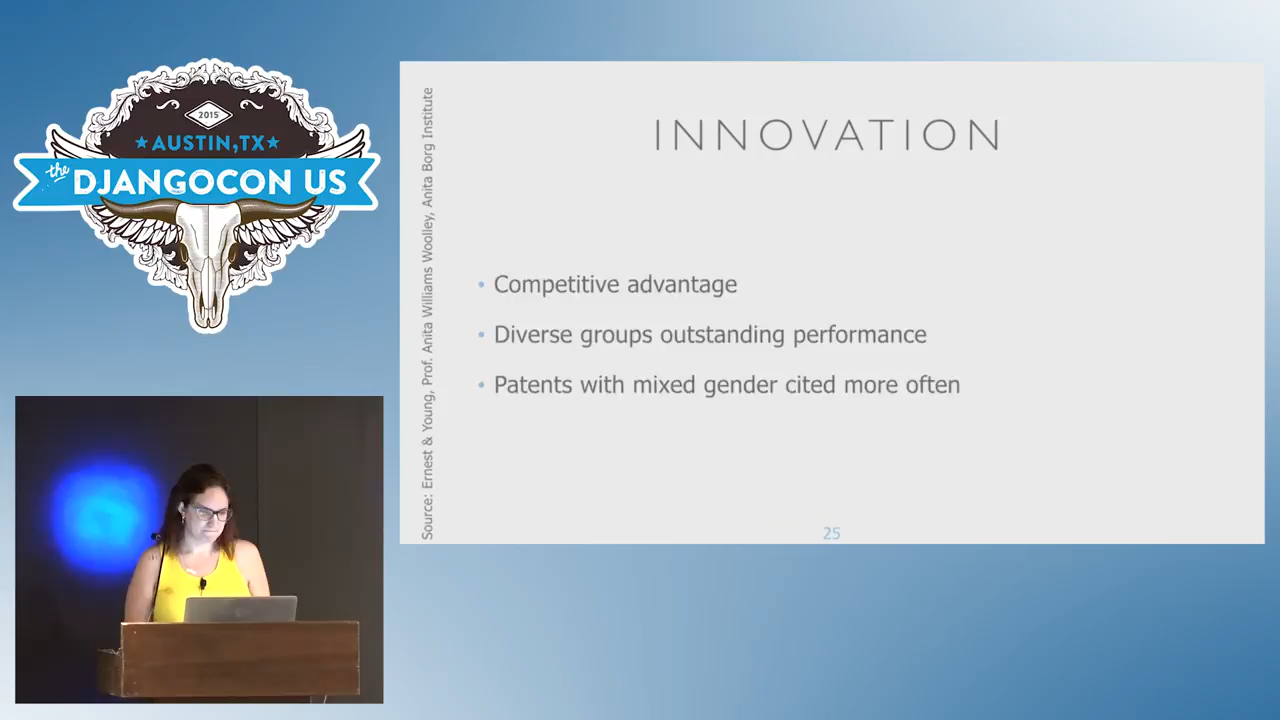 2015
AUSTIN,TX
the
DJANGOCON US
INNOVATION
• Competitive advantage
• Diverse groups outstanding performance
• Patents with mixed gender cited more often
Source: Ernest & Young, Prof. Anita Williams Woolley, Anita Borg Institute
25